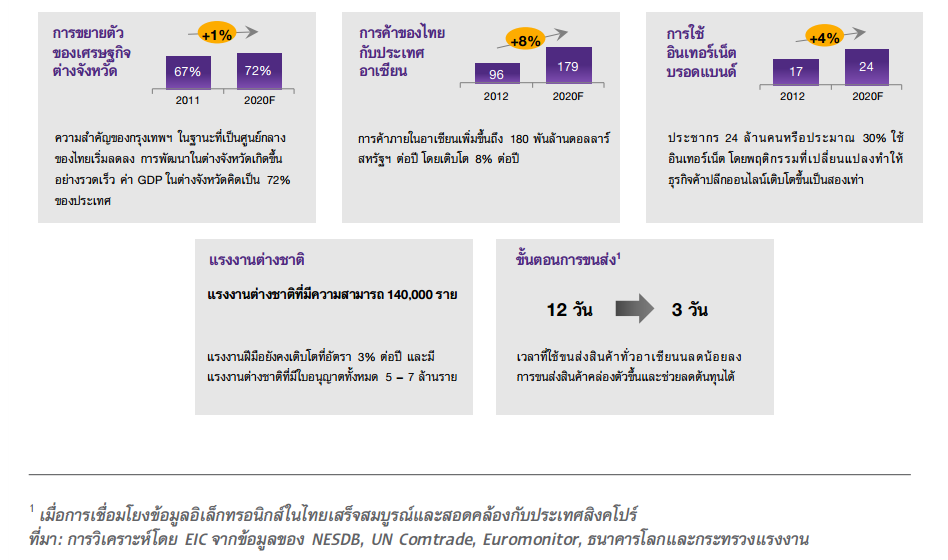 การขยายตัว
ของเศรษฐกิจ
ต่างจังหวัด
+1%
67%
72%
2011
2020F
ความสำคัญของกรุงเทพฯ ในฐานะที่เป็นศูนย์กลาง
ของไทยเริ่มลดลง การพัฒนาในต่างจังหวัดเกิดขึ้น
อย่างรวดเร็ว ค่า GDP ในต่างจังหวัดคิดเป็น 72%
ของประเทศ
การค้าของไทย
กับประเทศ
อาเซียน
+8%
96
179
2012
2020F
การค้าภายในอาเซียนเพิ่มขึ้นถึง 180 พันล้านดอลลาร์
สหรัฐฯ ต่อปี โดยเติบโต 8% ต่อปี
การใช้
อินเทอร์เน็ต
บรอดแบนด์
+4%
17
24
2012
2020F
ประชากร 24 ล้านคนหรือประมาณ 30% ใช้
อินเทอร์เน็ต โดยพฤติกรรมที่เปลี่ยนแปลงทำให้
ธุรกิจค้าปลีกออนไลน์เติบโตขึ้นเป็นสองเท่า
แรงงานต่างชาติ
แรงงานต่างชาติที่มีความสามารถ 140,000 ราย
แรงงานฝีมือยังคงเติบโตที่อัตรา 3% ต่อปี และมี
แรงงานต่างชาติที่มีใบอนุญาตทั้งหมด 5 – 7 ล้านราย
ขั้นตอนการขนส่ง1
12 วัน
3 วัน
เวลาที่ใช้ขนส่งสินค้าทั่วอาเซียนนลดน้อยลง
การขนส่งสินค้าคล่องตัวขึ้นและช่วยลดต้นทุนได้
1 เมื่อการเชื่อมโยงข้อมูลอิเล็กทรอนิกส์ในไทยเสร็จสมบูรณ์และสอดคล้องกับประเทศสิงคโปร์
ที่มา: การวิเคราะห์โดย EIC จากข้อมูลของ NESDB, UN Comtrade, Euromonitor, ธนาคารโลกและกระทรวงแรงงาน